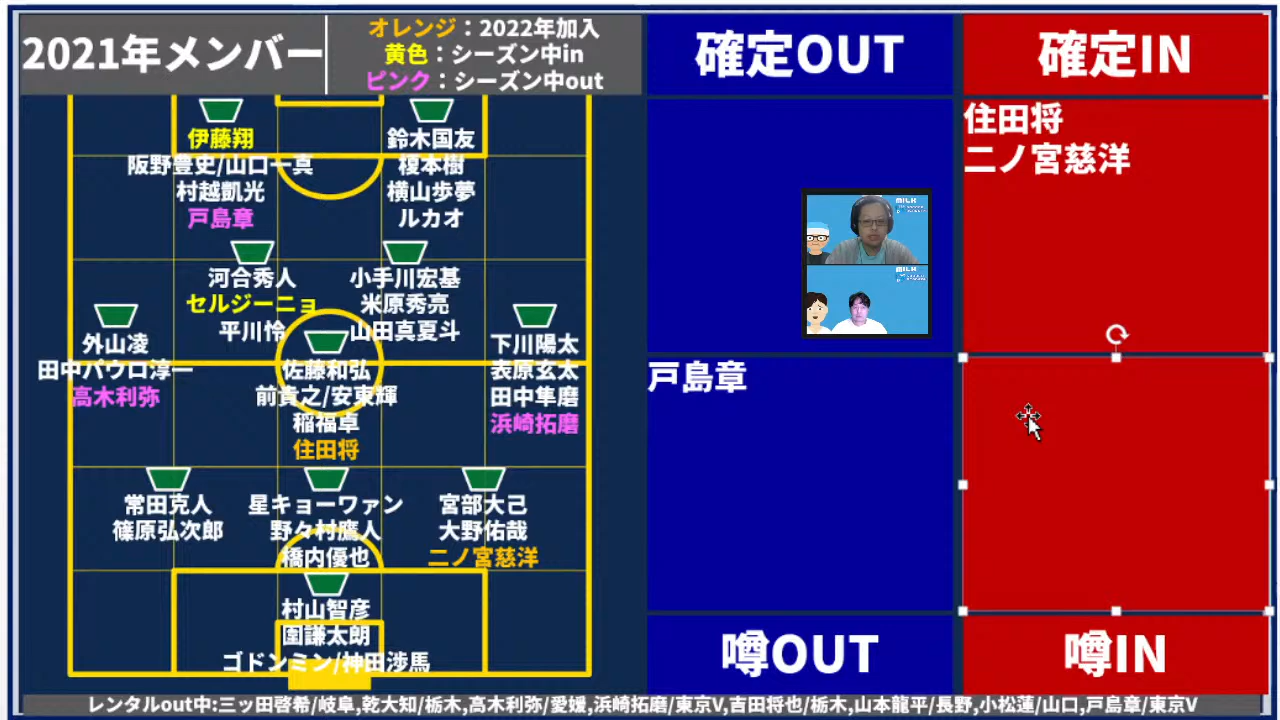 2021年メンバー
オレンジ：2022年加入
黄色：シーズン中in
ピンク：シーズン中out
確定OUT
確定IN
伊藤翔
阪野豊史/山口一真
村越凱光
戸島章
鈴木国友
榎本樹
横山歩夢
ルカオ
河合秀人
セルジーニョ
平川怜
小手川宏基
米原秀亮
山田真夏斗
外山凌
田中パウロ淳一
高木利弥
佐藤和弘
前貴之/安東輝
稲福卓
住田将
下川陽太
表原玄太
田中隼磨
浜崎拓磨
常田克人
篠原弘次郎
星キョーワァン
野々村鷹人
橋内優也
宮部大己
大野佑哉
二ノ宮慈洋
村山智彦
圍謙太朗
ゴドンミン/神田渉馬
住田将
二ノ宮慈洋
MILK
MILK
戸島章
噂OUT
噂IN
レンタルout中:三ッ田啓希/岐阜,乾大知/栃木,高木利弥/愛媛,浜崎拓磨/東京V,吉田将也/栃木,山本龍平/長野,小松蓮/山口,戸島章/東京V